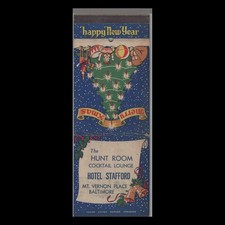 Happy New Year
The
HUNT ROOM
COCKTAIL LOUNGE
HOTEL STAFFORD
MT. VERNON PLACE
BALTIMORE